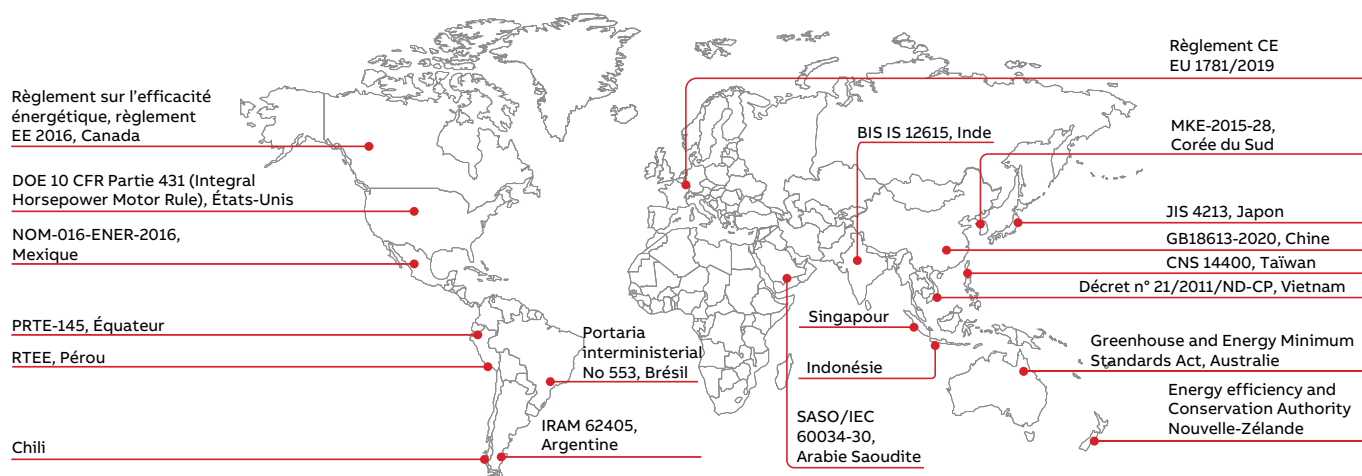 Règlement CE
EU 1781/2019
Règlement sur l’efficacité
énergétique, règlement
EE 2016, Canada
BIS IS 12615, Inde
MKE-2015-28,
Corée du Sud
DOE 10 CFR Partie 431 (Integral
Horsepower Motor Rule), États-Unis
JIS 4213, Japon
NOM-016-ENER-2016,
Mexique
GB18613-2020, Chine
CNS 14400, Taïwan
Décret n° 21/2011/ND-CP, Vietnam
Singapour
PRTE-145, Équateur
Portaria
interministerial
No 553, Brésil
Greenhouse and Energy Minimum
Standards Act, Australie
RTEE, Pérou
Indonésie
Energy efficiency and
Conservation Authority
Nouvelle-Zélande
SASO/IEC
60034-30,
Arabie Saoudite
IRAM 62405,
Argentine
Chili